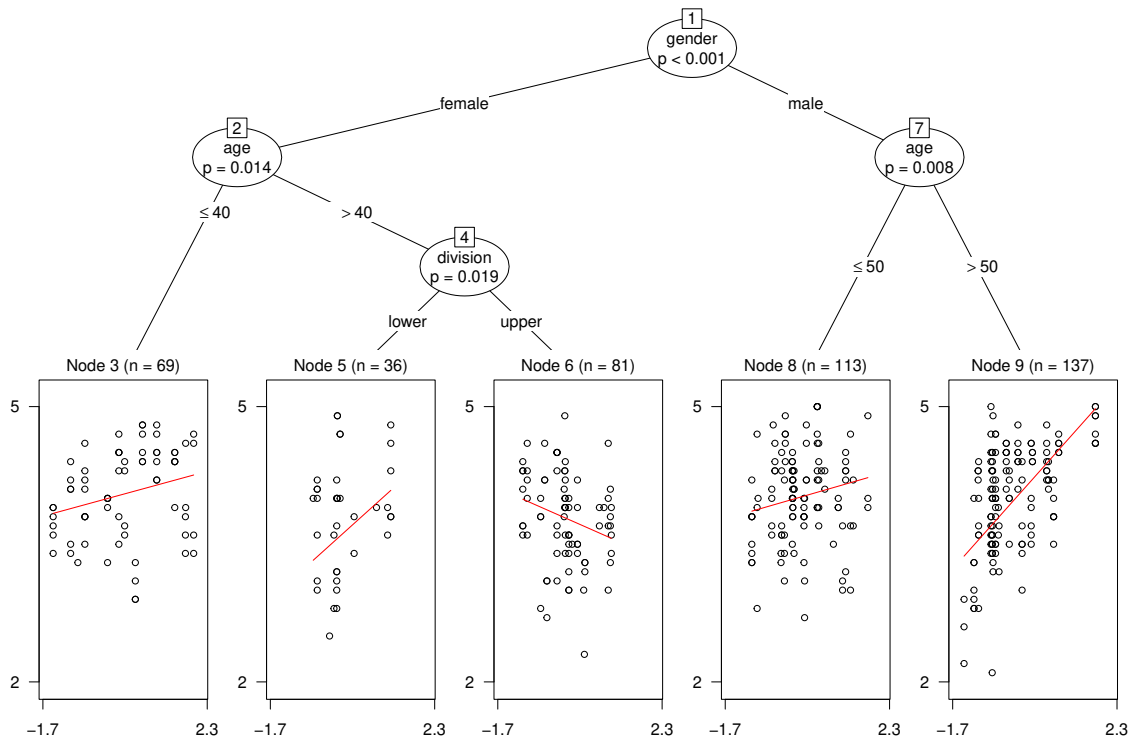 1
gender
p < 0.001
female
male
2
age
p = 0.014
7
age
p = 0.008
≤ 40
> 40
4
division
p = 0.019
≤ 50
> 50
lower
upper
Node 3 (n = 69)
Node 5 (n = 36)
Node 6 (n = 81)
Node 8 (n = 113)
Node 9 (n = 137)
5
5
5
5
5
2
2
2
2
2
−1.7
2.3
−1.7
2.3
−1.7
2.3
−1.7
2.3
−1.7
2.3